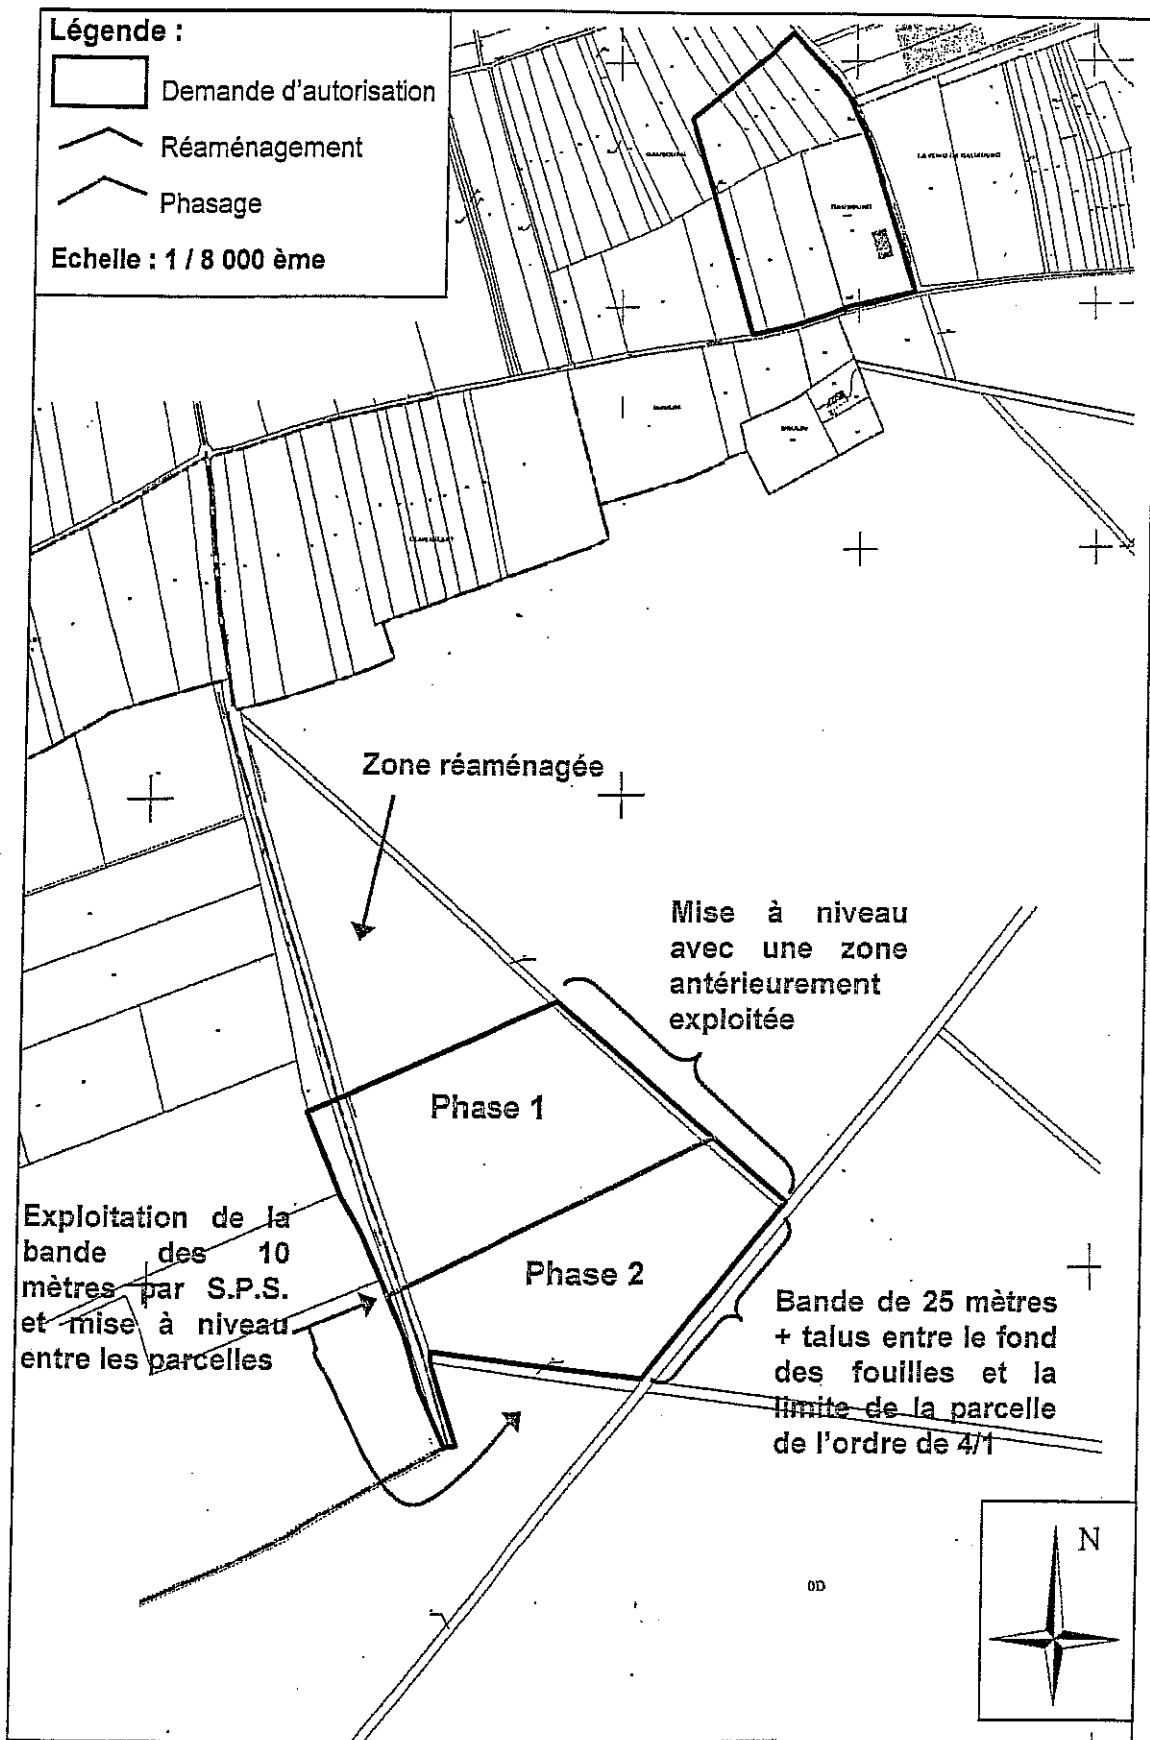 Légende :
Demande d'autorisation
Réaménagement
Phasage
Echelle : 1 / 8 000 ème
Zone réaménagée
Mise à niveau
avec une zone
antérieurement
exploitée
Phase 1
Exploitation de la
bande des 10
mètres par S.P.S.
et mise à niveau
entre les parcelles
Phase 2
Bande de 25 mètres
+ talus entre le fond
des fouilles et la
limite de la parcelle
de l'ordre de 4/1
N
0D